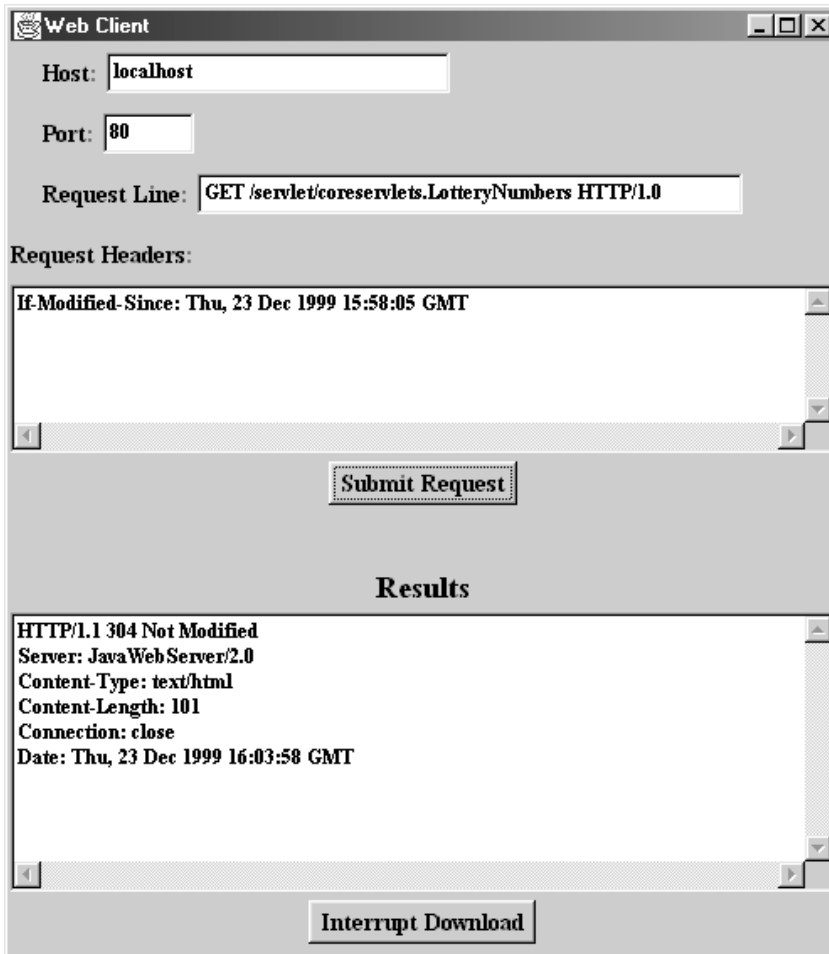 Web Client
Host: localhost
Port: 80
Request Line: GET /servlet/coreservlets.LotteryNumbers HTTP/1.0
Request Headers:
If-Modified-Since: Thu, 23 Dec 1999 15:58:05 GMT
Submit Request
Results
HTTP/1.1 304 Not Modified
Server: JavaWebServer/2.0
Content-Type: text/html
Content-Length: 101
Connection: close
Date: Thu, 23 Dec 1999 16:03:58 GMT
Interrupt Download